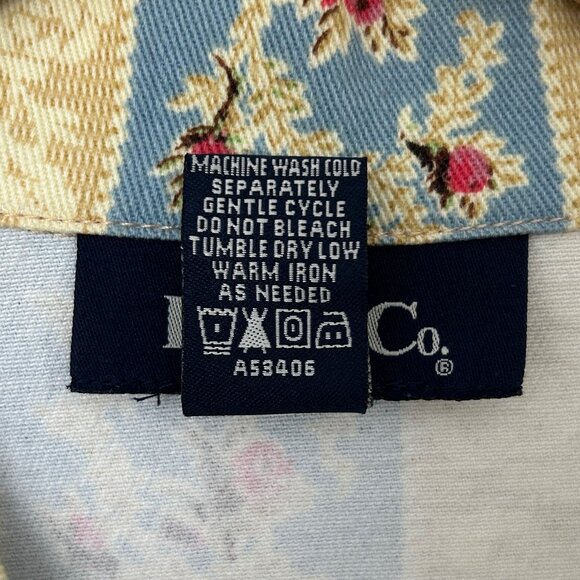 MACHINE WASH COLD
SEPARATELY
GENTLE CYCLE
DO NOT BLEACH
TUMBLE DRY LOW
WARM IRON
AS NEEDED
Co.
®
A53406